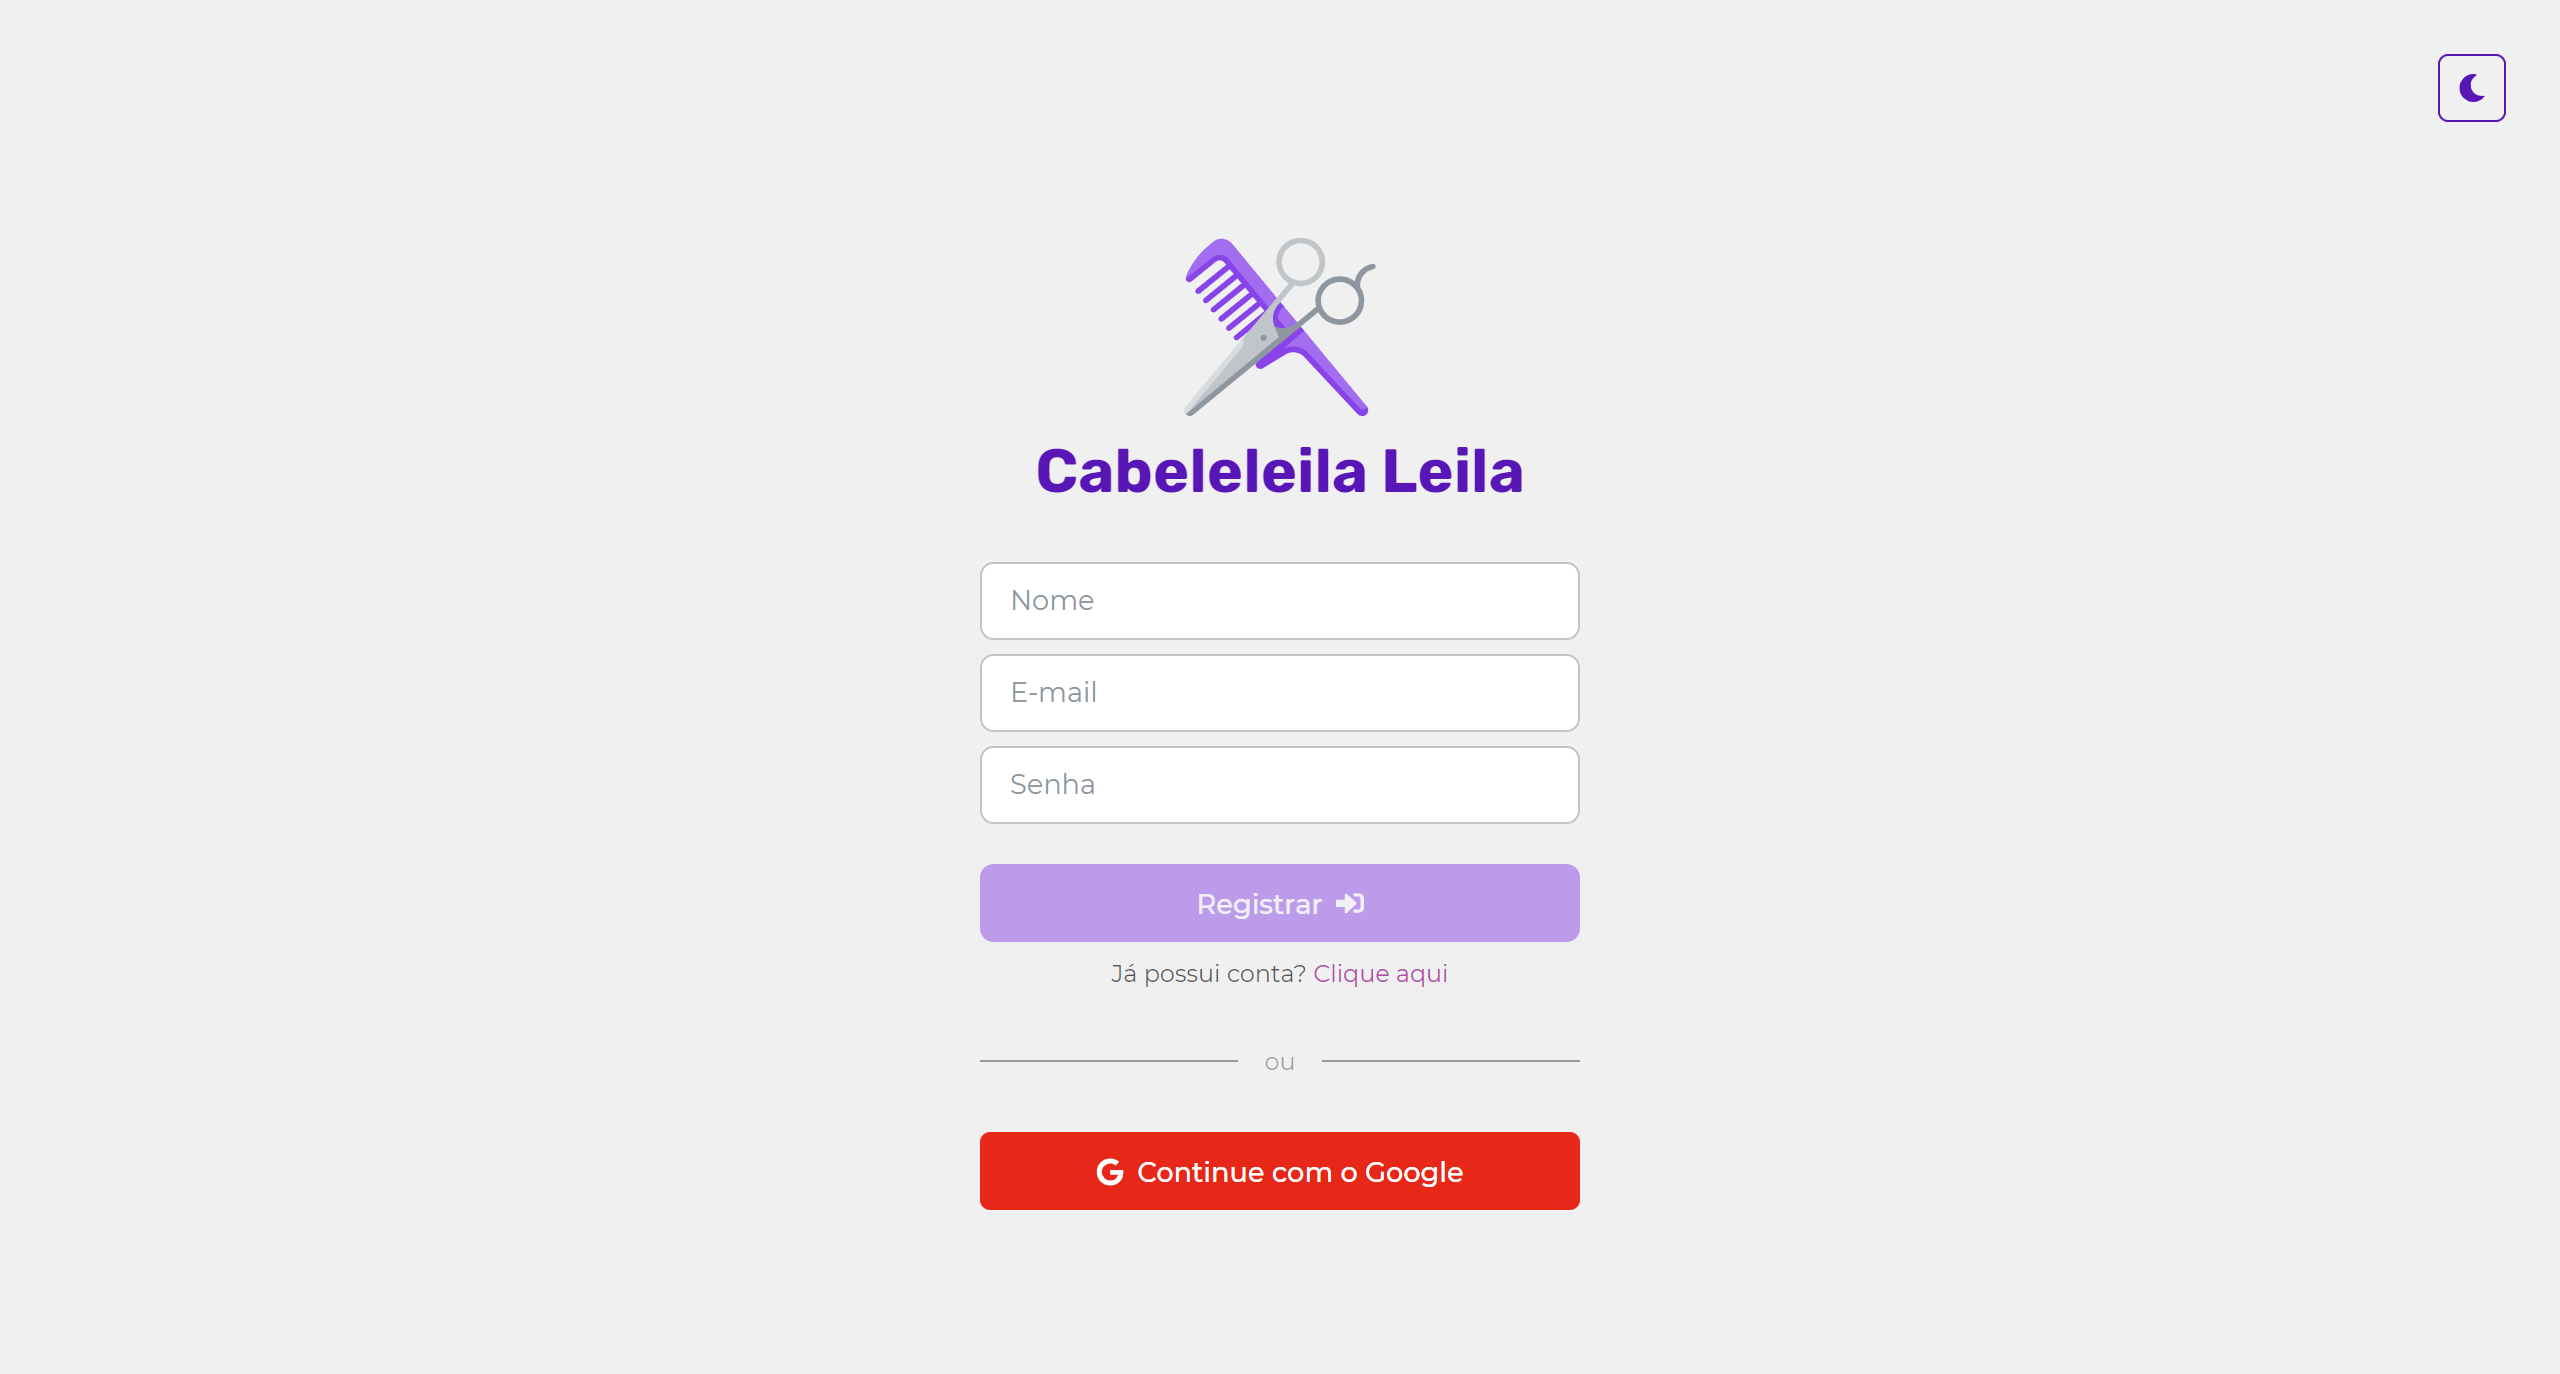 Cabeleleila Leila
Nome
E-mail
Senha
Registrar
Já possui conta? Clique aqui
ou
Continue com o Google